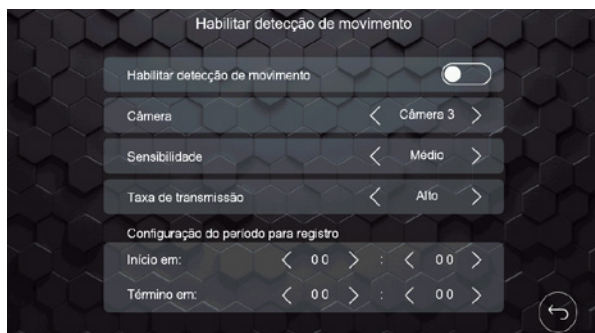 Habilitar detecção de movimento
Habilitar detecção de movimento
Câmera < Câmera 3 >
Sensibilidade < Médio >
Taxa de transmissão < Alto >
Configuração do período para registro
Início em: < 00 > : < 00 >
Término em: < 00 > : < 00 >